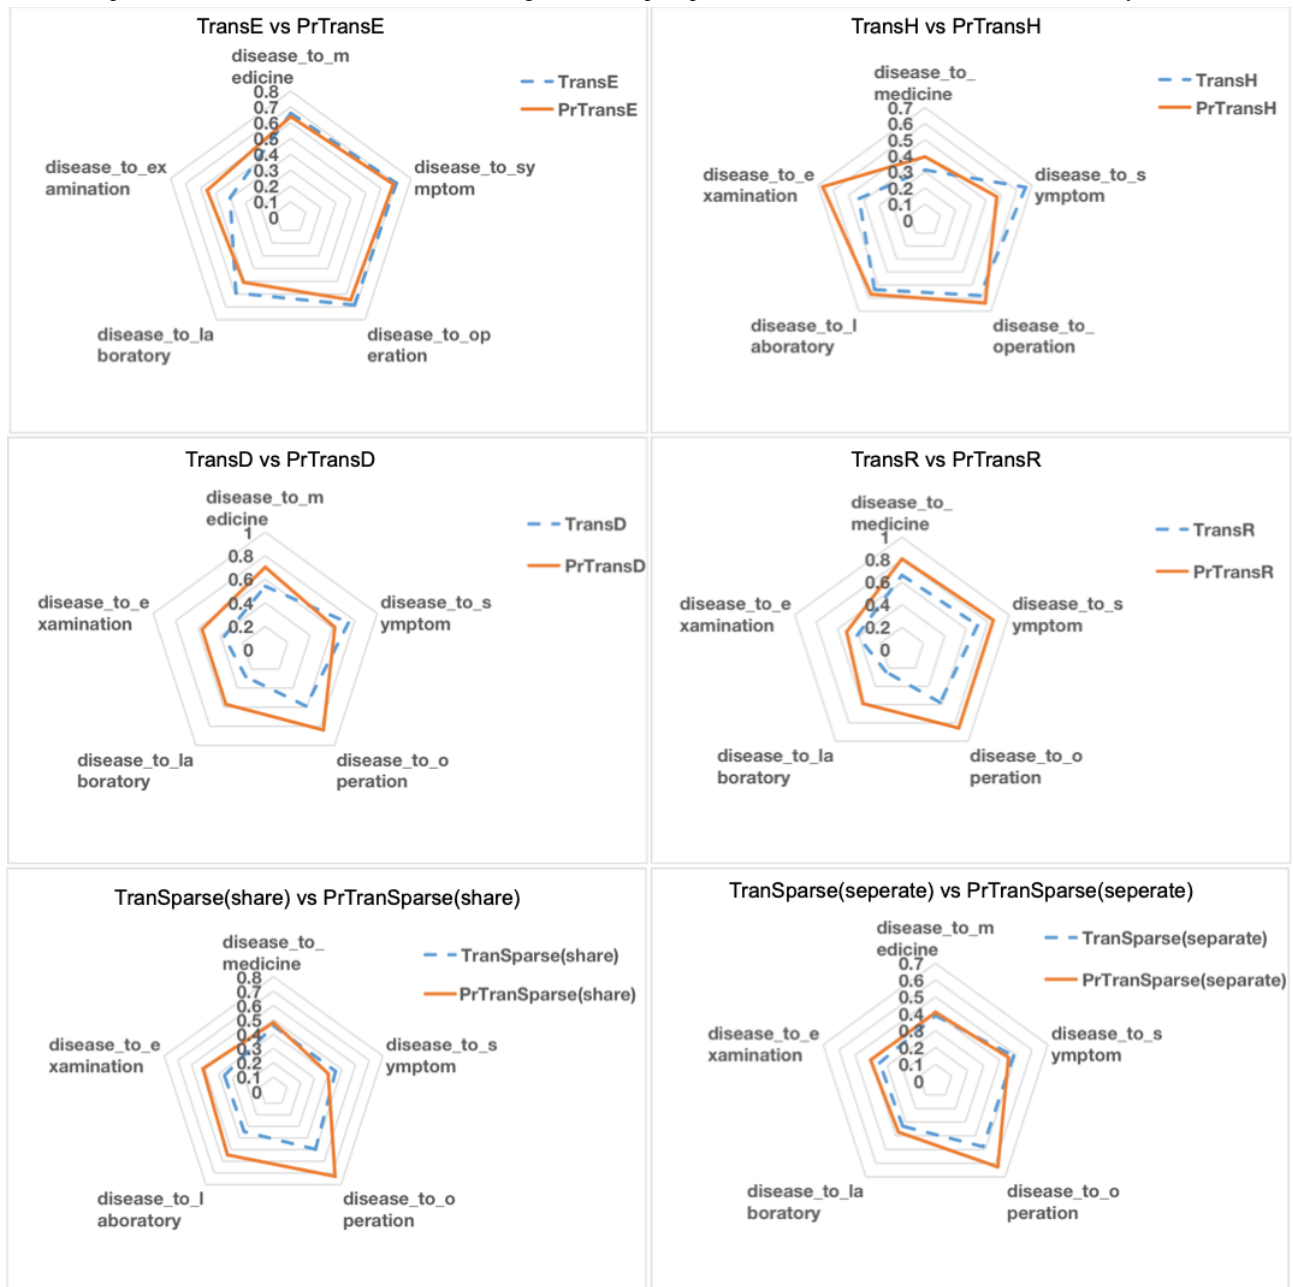 TransE vs PrTransE
disease_to_m
edicine
0.8
0.7
0.6
0.5
0.4
0.3
0.2
0.1
0
TransE
PrTransE
disease_to_ex
amination
disease_to_sy
mptom
disease_to_la
boratory
disease_to_op
eration
TransH vs PrTransH
disease_to_
medicine
0.7
0.6
0.5
0.4
0.3
0.2
0.1
0
TransH
PrTransH
disease_to_e
xamination
disease_to_s
ymptom
disease_to_l
aboratory
disease_to_
operation
TransD vs PrTransD
disease_to_m
edicine
1
0.8
0.6
0.4
0.2
0
TransD
PrTransD
disease_to_e
xamination
disease_to_s
ymptom
disease_to_la
boratory
disease_to_o
peration
TransR vs PrTransR
disease_to_
medicine
1
0.8
0.6
0.4
0.2
0
TransR
PrTransR
disease_to_e
xamination
disease_to_s
ymptom
disease_to_la
boratory
disease_to_o
peration
TranSparse(share) vs PrTranSparse(share)
disease_to_
medicine
0.8
0.7
0.6
0.5
0.4
0.3
0.2
0.1
0
TranSparse(share)
PrTranSparse(share)
disease_to_e
xamination
disease_to_s
ymptom
disease_to_l
aboratory
disease_to_o
peration
TranSparse(seperate) vs PrTranSparse(seperate)
disease_to_m
edicine
0.7
0.6
0.5
0.4
0.3
0.2
0.1
0
TranSparse(separate)
PrTranSparse(separate)
disease_to_e
xamination
disease_to_s
ymptom
disease_to_la
boratory
disease_to_o
peration